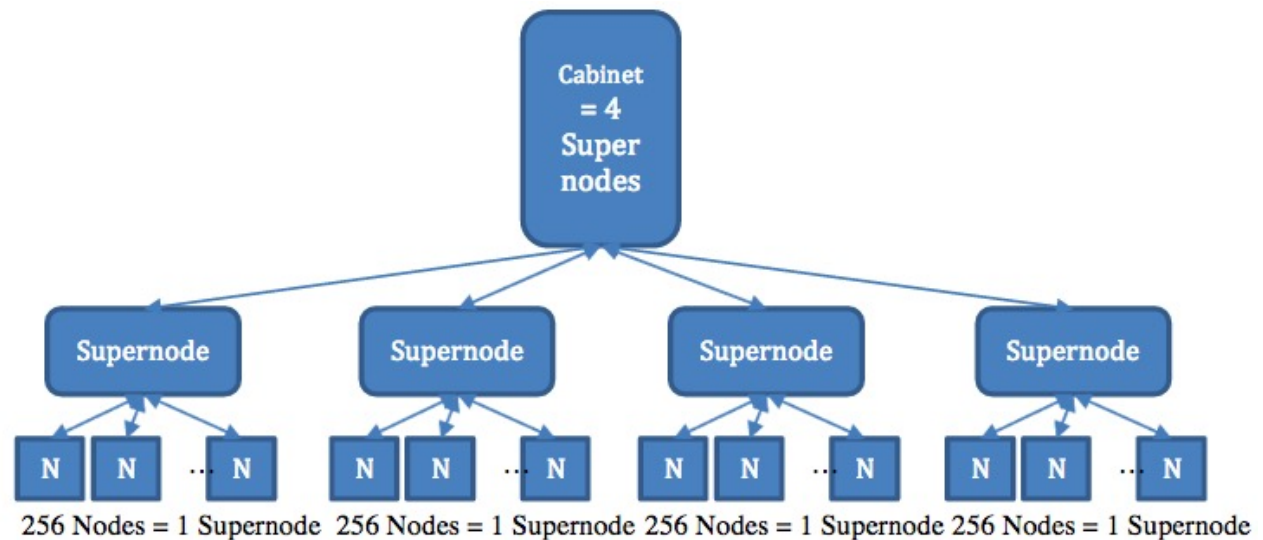 Cabinet
= 4
Super
nodes
Supernode
Supernode
Supernode
Supernode
N N ... N
N N ... N
N N ... N
N N ... N
256 Nodes = 1 Supernode
256 Nodes = 1 Supernode
256 Nodes = 1 Supernode
256 Nodes = 1 Supernode